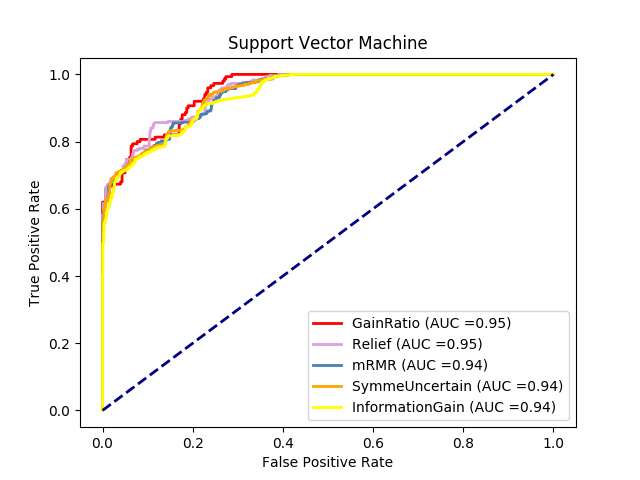 Support Vector Machine
True Positive Rate
1.0
0.8
0.6
0.4
0.2
0.0
GainRatio (AUC =0.95)
Relief (AUC =0.95)
mRMR (AUC =0.94)
SymmeUncertain (AUC =0.94)
InformationGain (AUC =0.94)
0.0 0.2 0.4 0.6 0.8 1.0
False Positive Rate